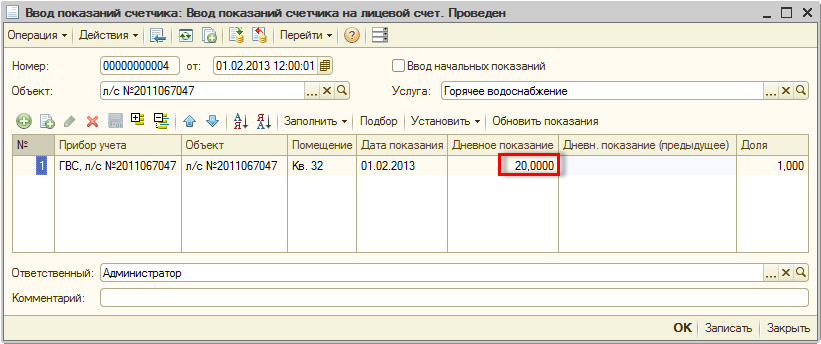 Ввод показаний счетчика: Ввод показаний счетчика на лицевой счет. Проведен
Операция Действия Перейти
Номер: 00000000004 от: 01.02.2013 12:00:01 Ввод начальных показаний
Объект: л/с №2011067047 ... Услуга: Горячее водоснабжение ...
Заполнить Подбор Установить Обновить показания
№ Прибор учета Объект Помещение Дата показания Дневное показание Дневн. показание (предыдущее) Доля
1 ГВС, л/с №2011067047 л/с №2011067047 Кв. 32 01.02.2013 20,0000 1,000
Ответственный: Администратор ...
Комментарий:
ОК Записать Закрыть